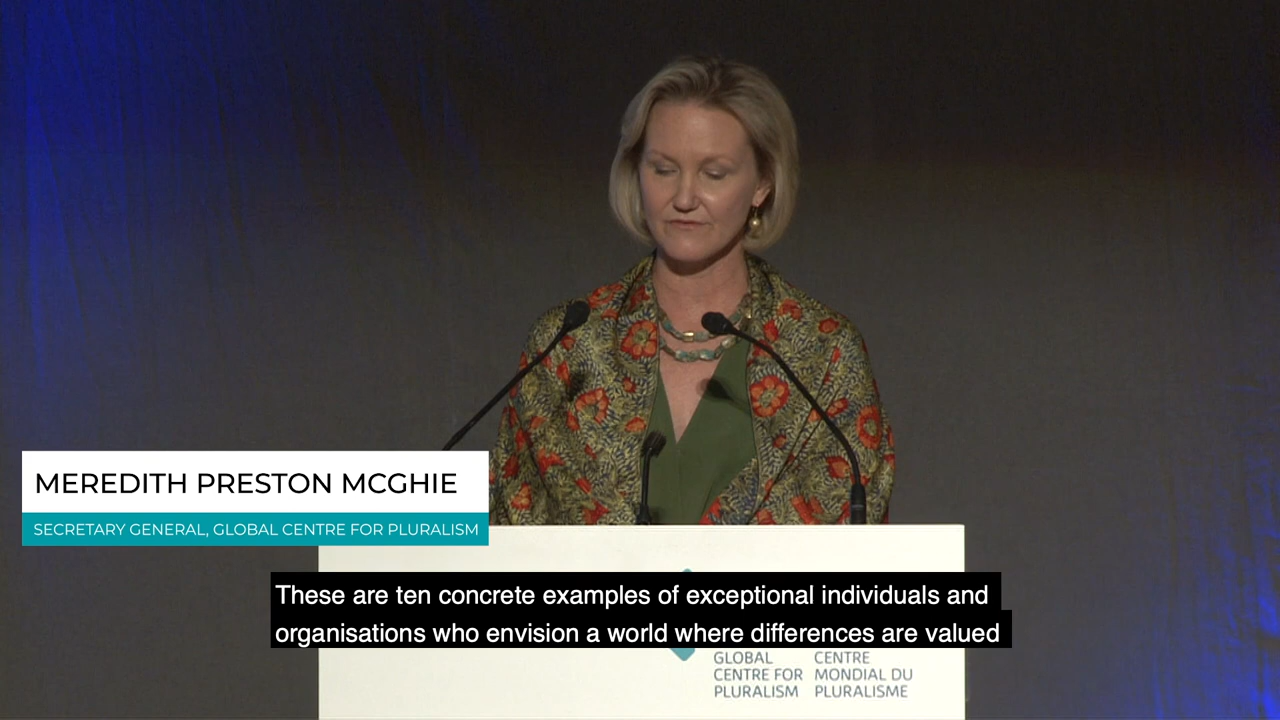 MEREDITH PRESTON MCGHIE
SECRETARY GENERAL, GLOBAL CENTRE FOR PLURALISM
These are ten concrete examples of exceptional individuals and
organisations who envision a world where differences are valued
GLOBAL
CENTRE FOR
PLURALISM
CENTRE
MONDIAL DU
PLURALISME